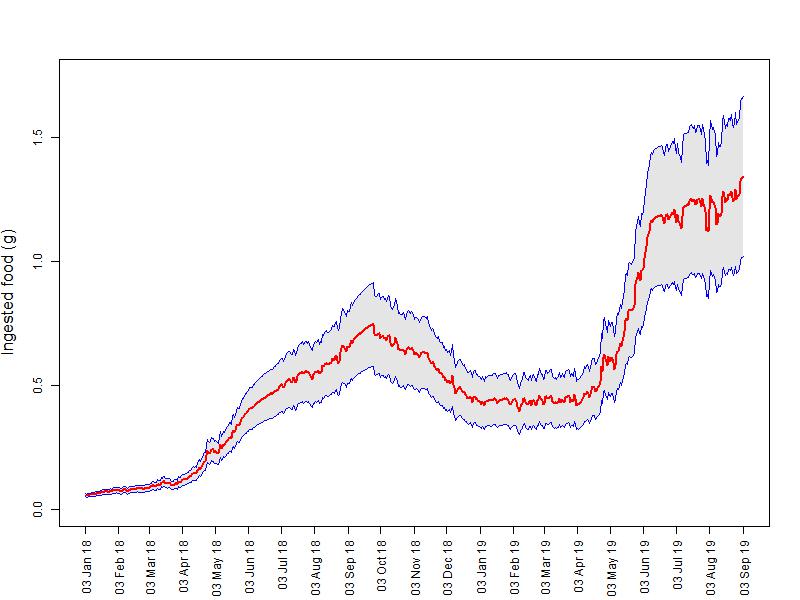 Ingested food (g)
1.5
1.0
0.5
0.0
03 Jan 18
03 Feb 18
03 Mar 18
03 Apr 18
03 May 18
03 Jun 18
03 Jul 18
03 Aug 18
03 Sep 18
03 Oct 18
03 Nov 18
03 Dec 18
03 Jan 19
03 Feb 19
03 Mar 19
03 Apr 19
03 May 19
03 Jun 19
03 Jul 19
03 Aug 19
03 Sep 19